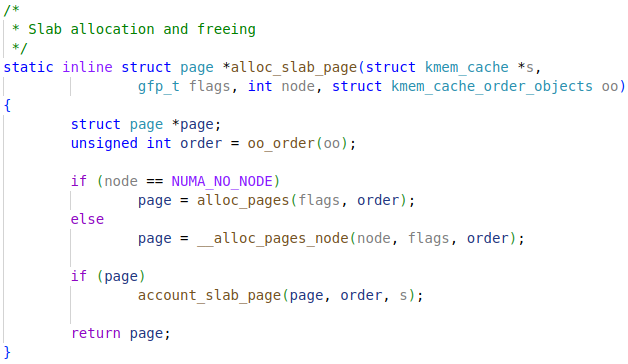 /*
 * Slab allocation and freeing
 */
static inline struct page *alloc_slab_page(struct kmem_cache *s,
                gfp_t flags, int node, struct kmem_cache_order_objects oo)
{
        struct page *page;
        unsigned int order = oo_order(oo);

        if (node == NUMA_NO_NODE)
                page = alloc_pages(flags, order);
        else
                page = __alloc_pages_node(node, flags, order);

        if (page)
                account_slab_page(page, order, s);

        return page;
}